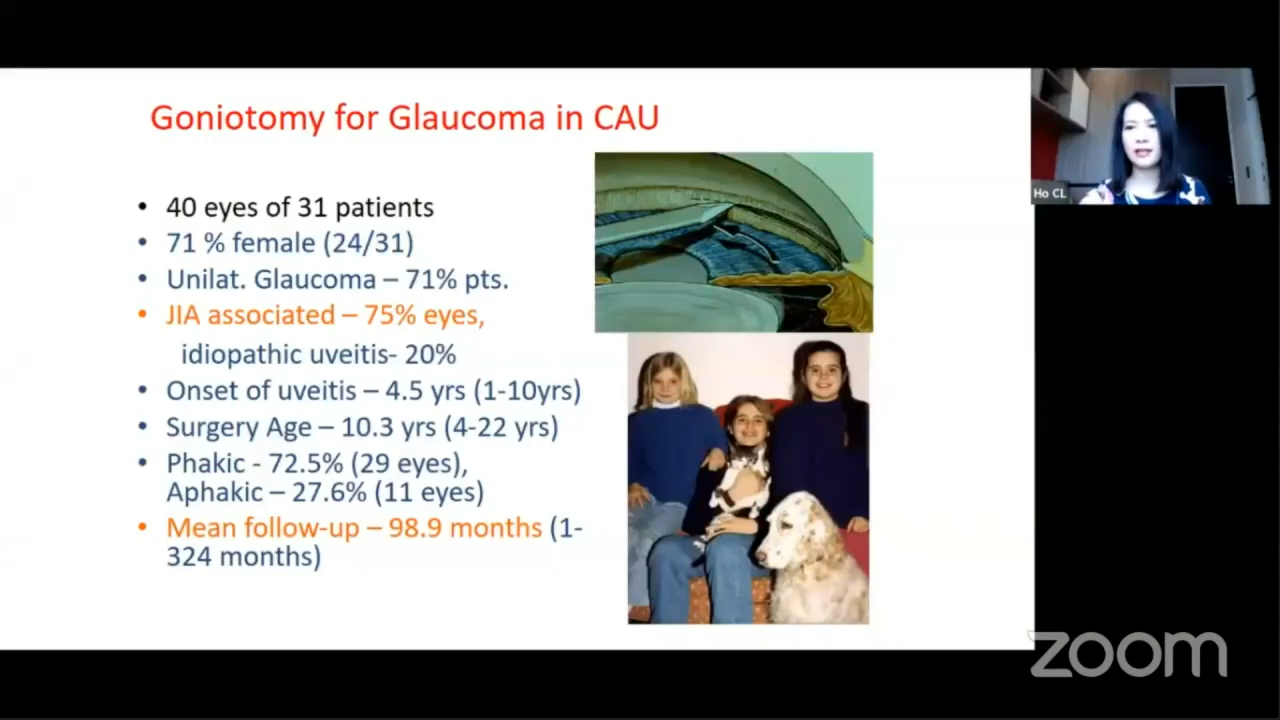 Goniotomy for Glaucoma in CAU
• 40 eyes of 31 patients
• 71 % female (24/31)
• Unilat. Glaucoma – 71% pts.
• JIA associated – 75% eyes,
idiopathic uveitis- 20%
• Onset of uveitis – 4.5 yrs (1-10yrs)
• Surgery Age – 10.3 yrs (4-22 yrs)
• Phakic - 72.5% (29 eyes),
Aphakic – 27.6% (11 eyes)
• Mean follow-up – 98.9 months (1-
324 months)
Ho CL
zoom